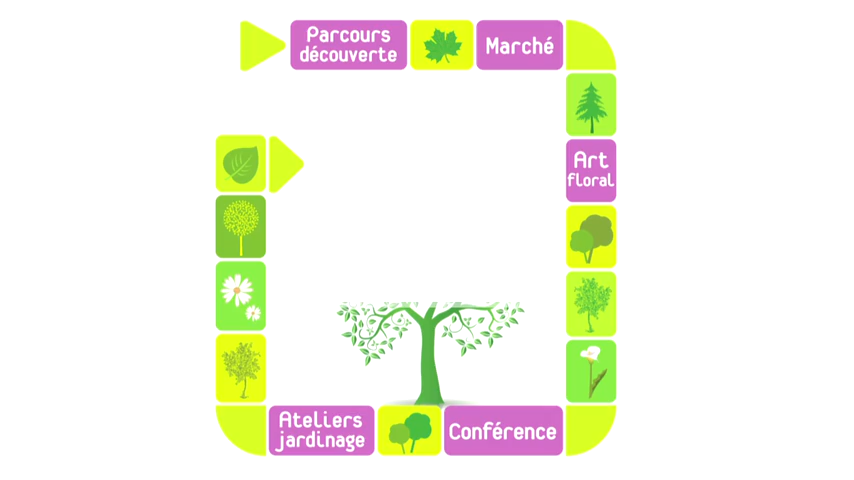 Parcours
découverte
Marché
Art
floral
Conférence
Ateliers
jardinage